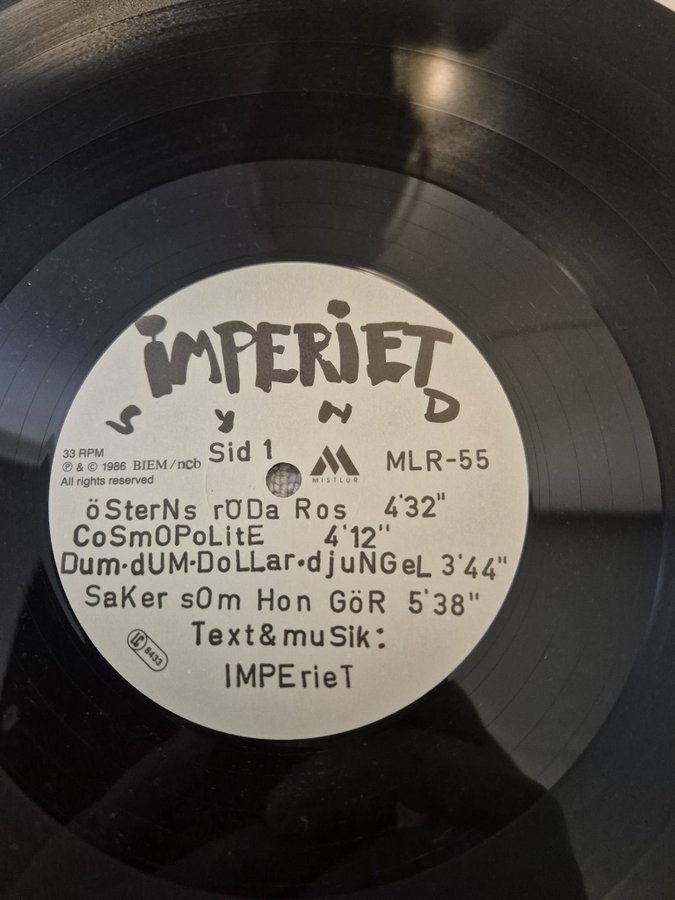 iMPERiET
SYND
33 RPM
℗ & © 1986 BIEM/ncb
All rights reserved
Sid 1
MISTLUR
MLR-55
öSterNs röDa Ros 4'32"
CoSmOPoLitE 4'12"
Dum·dUM·DoLLar·djuNGeL 3'44"
SaKer sOm Hon GöR 5'38"
Text&muSik:
LC 8433
IMPErieT